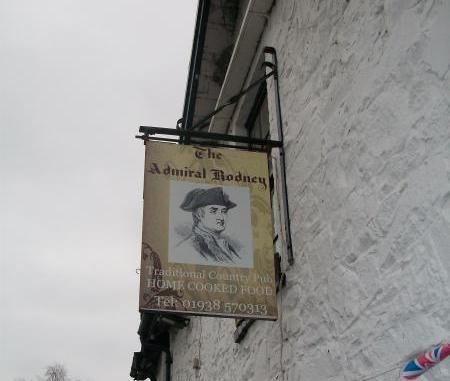 The
Admiral Rodney
Traditional Country Pub
HOME COOKED FOOD
Tel: 01938 570313